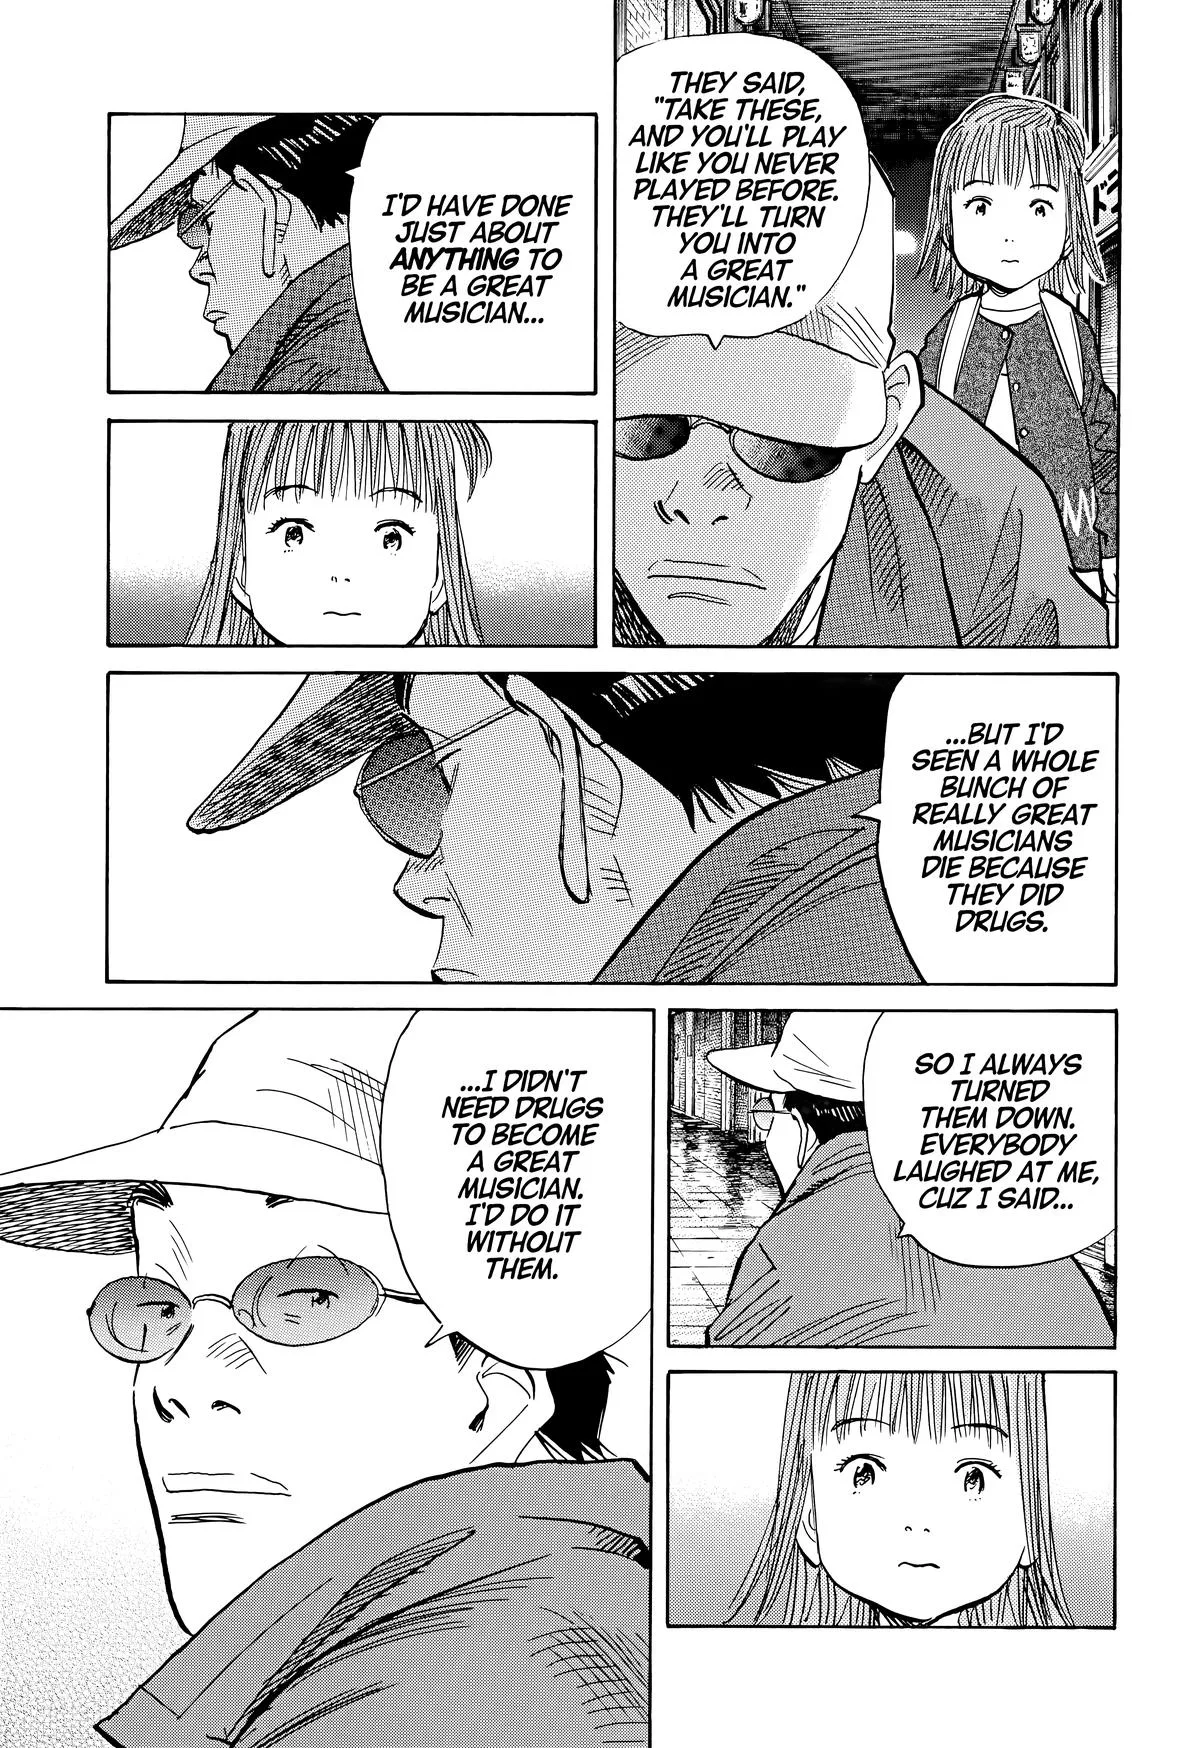 THEY SAID,
"TAKE THESE,
AND YOU'LL PLAY
LIKE YOU NEVER
PLAYED BEFORE.
THEY'LL TURN
YOU INTO
A GREAT
MUSICIAN."
I'D HAVE DONE
JUST ABOUT
ANYTHING TO
BE A GREAT
MUSICIAN...
...BUT I'D
SEEN A WHOLE
BUNCH OF
REALLY GREAT
MUSICIANS
DIE BECAUSE
THEY DID
DRUGS.
SO I ALWAYS
TURNED
THEM DOWN.
EVERYBODY
LAUGHED AT ME,
CUZ I SAID...
...I DIDN'T
NEED DRUGS
TO BECOME
A GREAT
MUSICIAN.
I'D DO IT
WITHOUT
THEM.